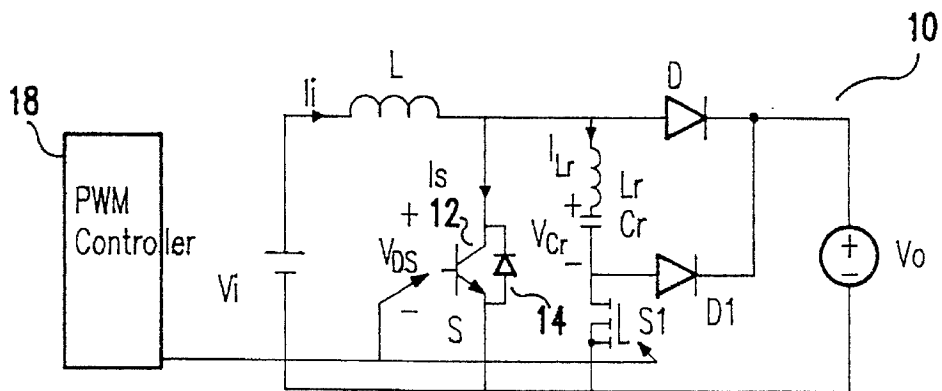 10
18
PWM
Controller
Ii
L
D
Is
ILr
Lr
Cr
+
12
+
VCr
-
VDS
-
Vi
S
14
S1
D1
+
-
Vo